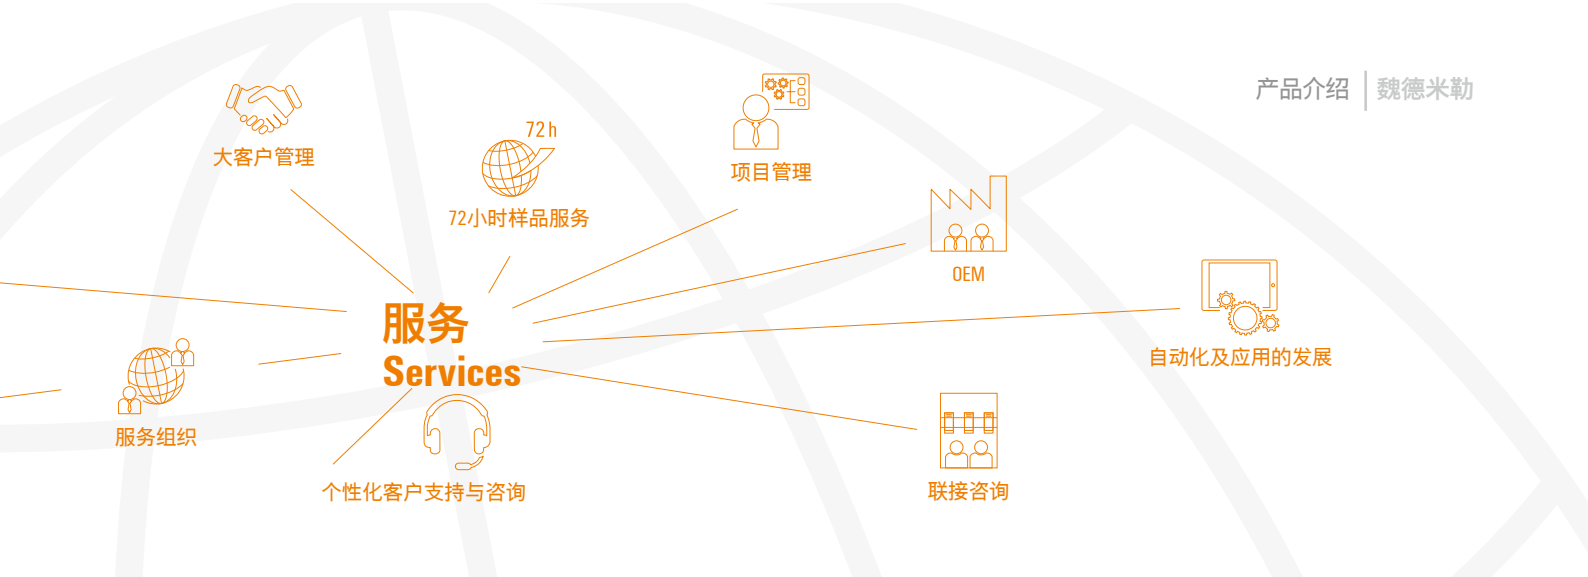 产品介绍 魏德米勒
72 h
大客户管理
项目管理
72小时样品服务
OEM
服务
Services
自动化及应用的发展
服务组织
个性化客户支持与咨询
联接咨询